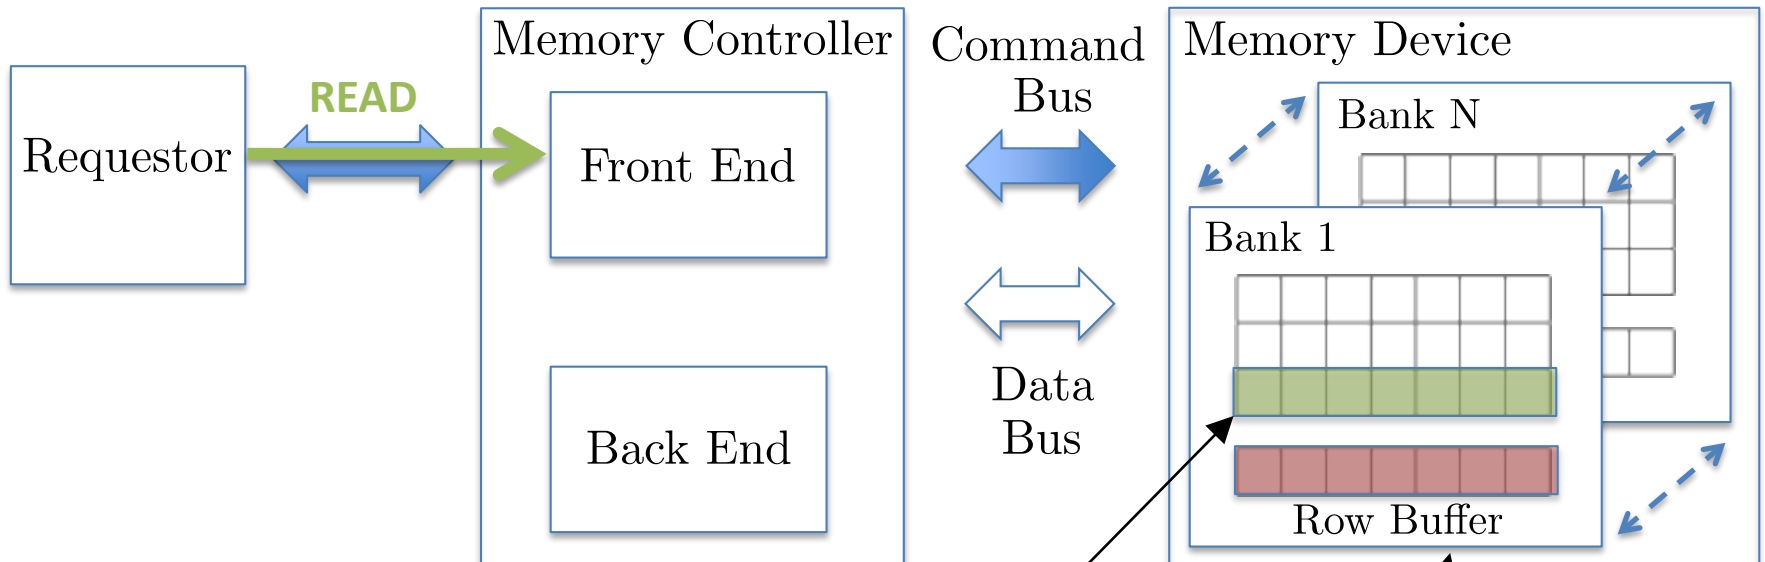 Requestor
READ
Memory Controller
Front End
Back End
Command
Bus
Data
Bus
Memory Device
Bank N
Bank 1
Row Buffer